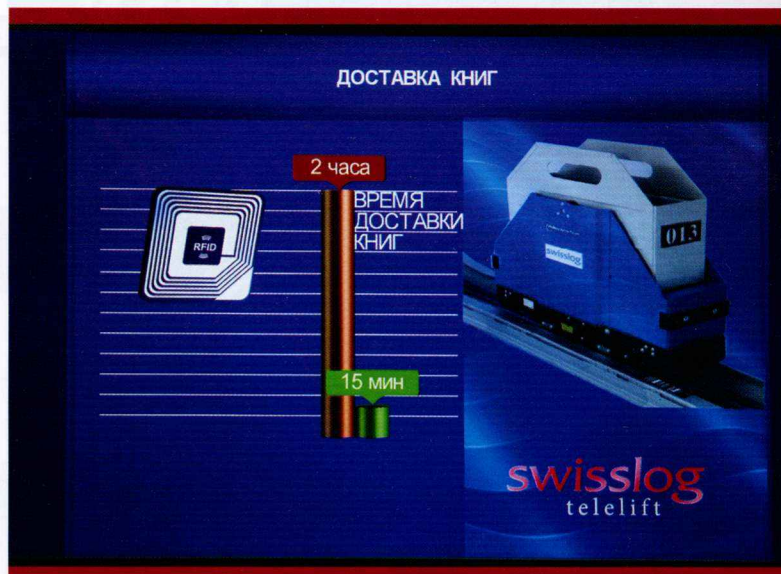 ДОСТАВКА КНИГ
2 часа
ВРЕМЯ
ДОСТАВКИ
КНИГ
RFID
15 мин
swisslog
013
swisslog
telelift